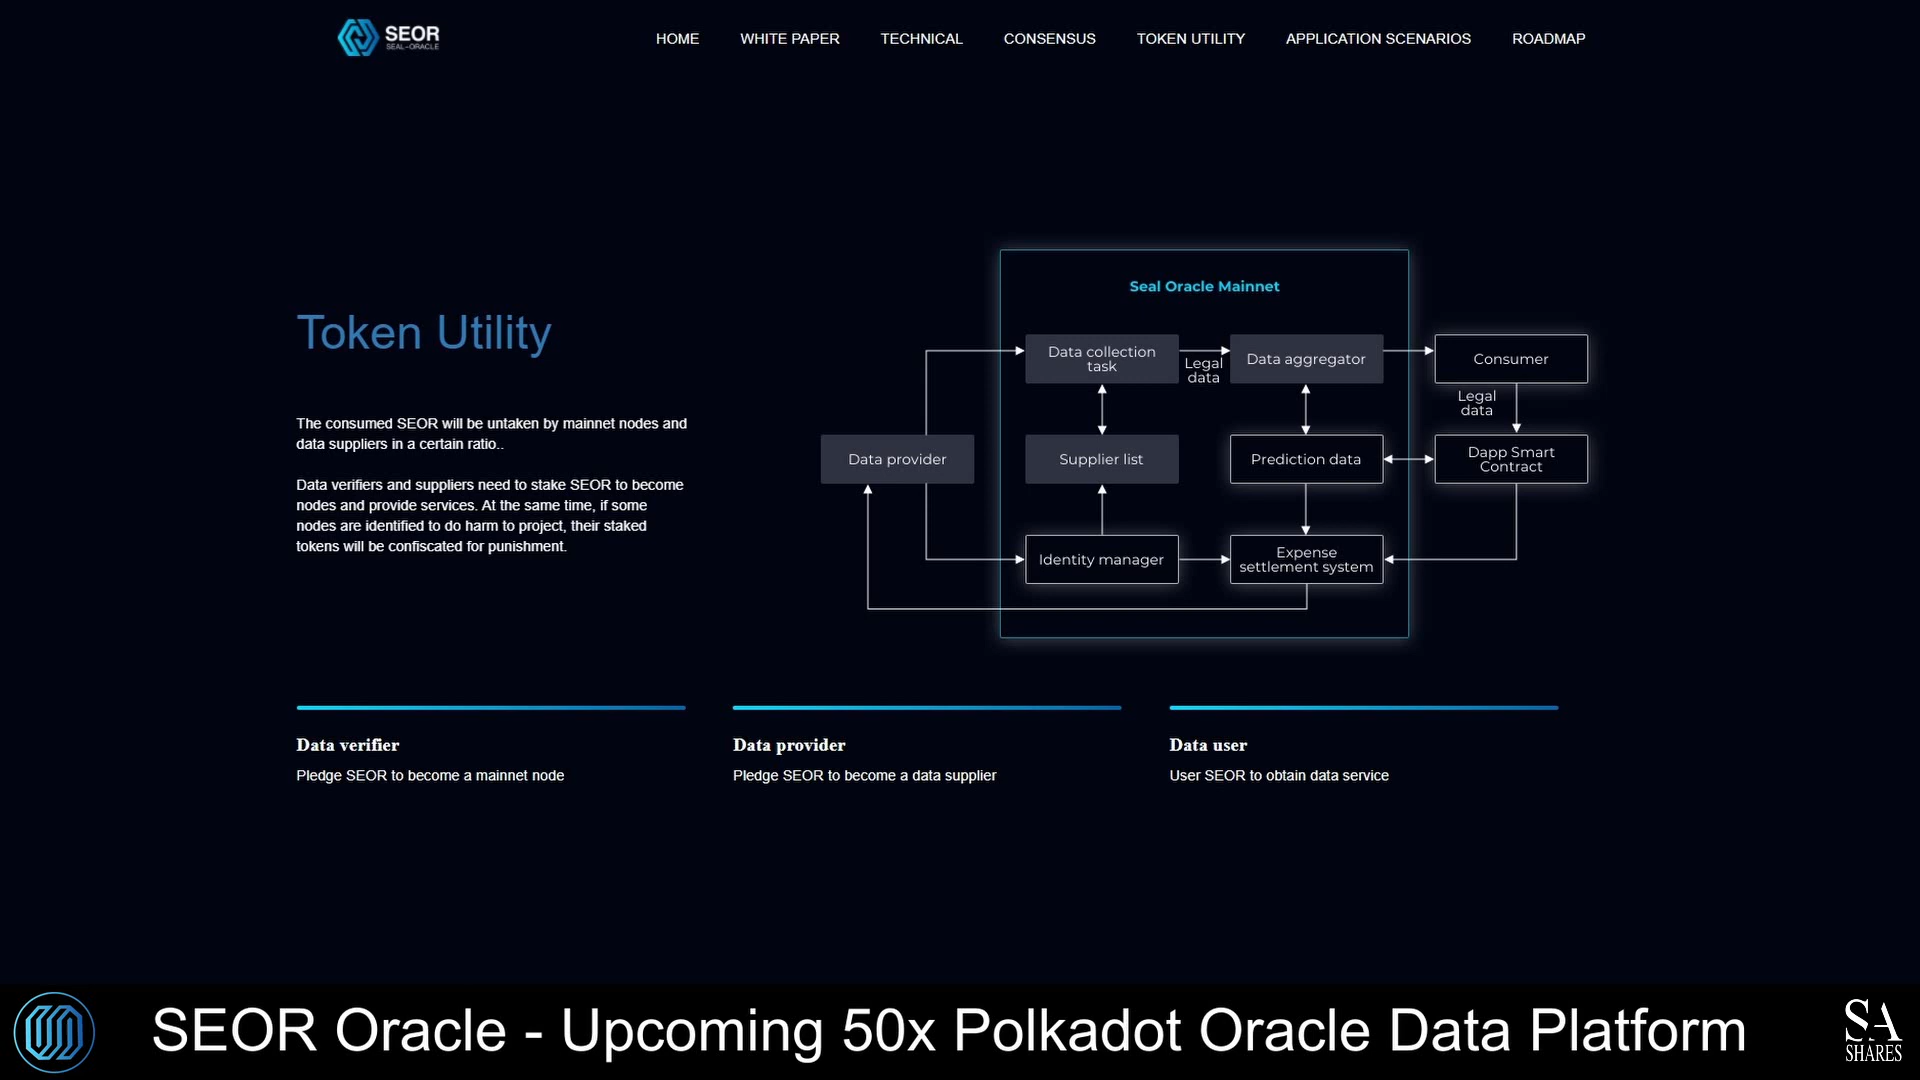 SEOR
SEAL-ORACLE
HOME
WHITE PAPER
TECHNICAL
CONSENSUS
TOKEN UTILITY
APPLICATION SCENARIOS
ROADMAP
Token Utility
The consumed SEOR will be untaken by mainnet nodes and
data suppliers in a certain ratio..
Data verifiers and suppliers need to stake SEOR to become
nodes and provide services. At the same time, if some
nodes are identified to do harm to project, their staked
tokens will be confiscated for punishment.
Seal Oracle Mainnet
Data collection
task
Legal
data
Data aggregator
Consumer
Legal
data
Data provider
Supplier list
Prediction data
Dapp Smart
Contract
Identity manager
Expense
settlement system
Data verifier
Pledge SEOR to become a mainnet node
Data provider
Pledge SEOR to become a data supplier
Data user
User SEOR to obtain data service
SEOR Oracle - Upcoming 50x Polkadot Oracle Data Platform
SA
SHARES